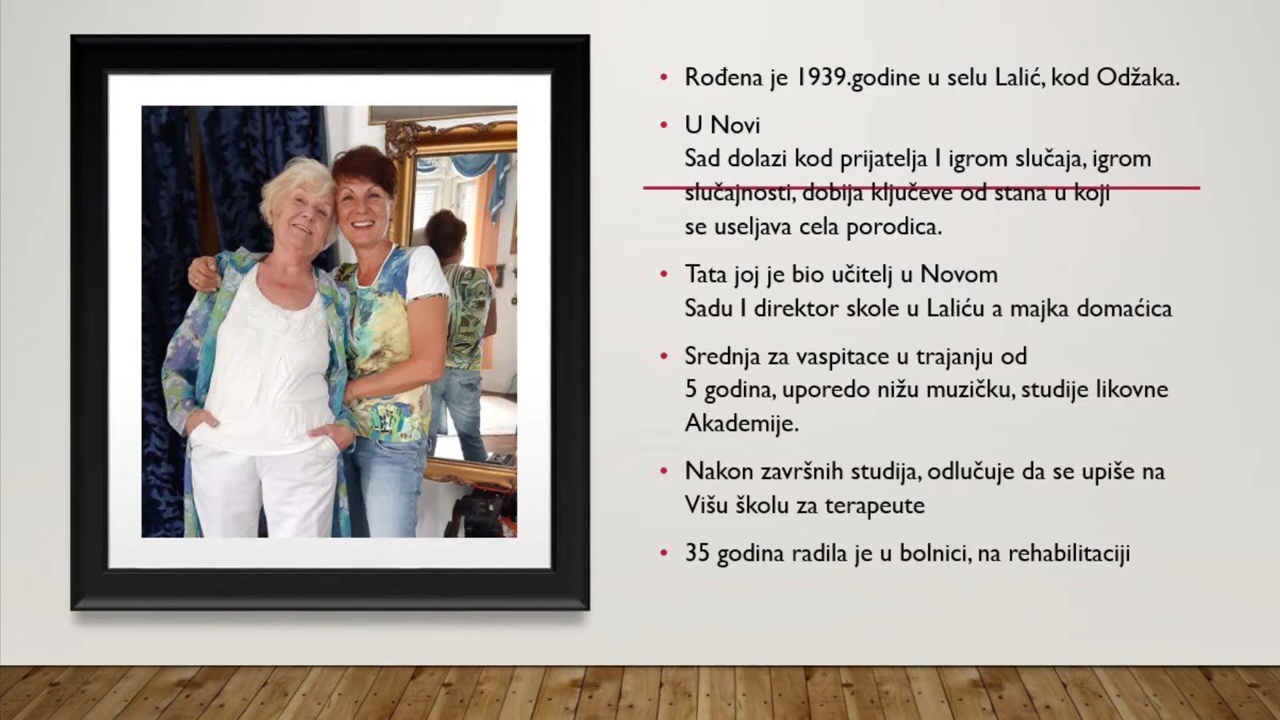 Rođena je 1939.godine u selu Lalić, kod Odžaka.
U Novi
Sad dolazi kod prijatelja I igrom slučaja, igrom
slučajnosti, dobija ključeve od stana u koji
se useljava cela porodica.
Tata joj je bio učitelj u Novom
Sadu I direktor skole u Laliću a majka domaćica
Srednja za vaspitace u trajanju od
5 godina, uporedo nižu muzičku, studije likovne
Akademije.
Nakon završnih studija, odlučuje da se upiše na
Višu školu za terapeute
35 godina radila je u bolnici, na rehabilitaciji